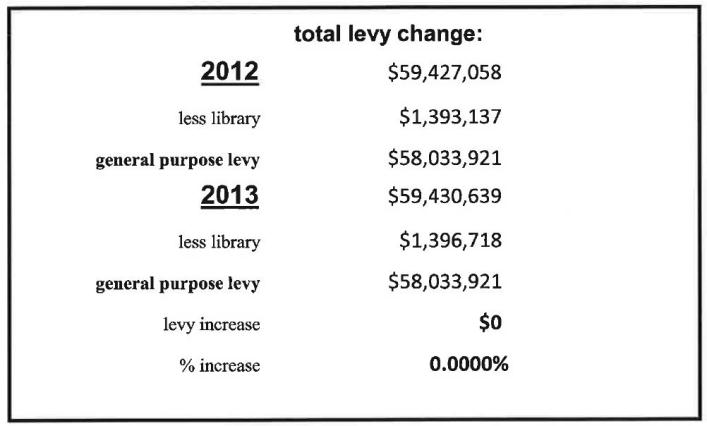 total levy change:
2012 $59,427,058
less library $1,393,137
general purpose levy $58,033,921
2013 $59,430,639
less library $1,396,718
general purpose levy $58,033,921
levy increase $0
% increase 0.0000%